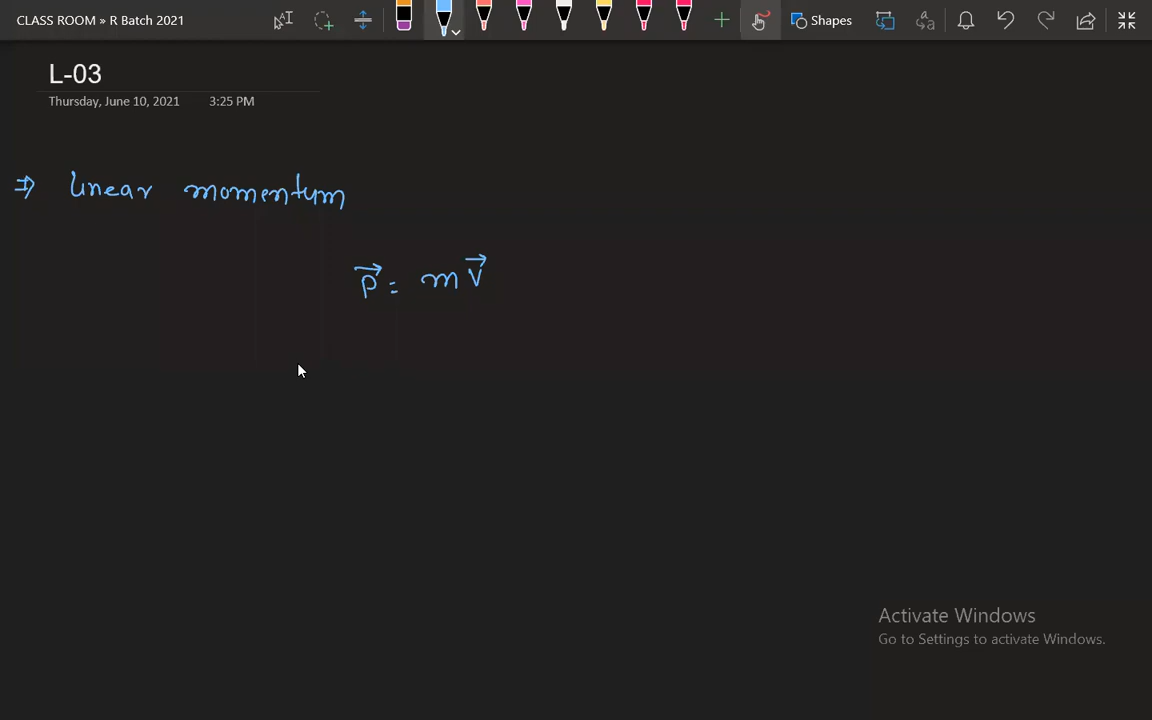 CLASS ROOM » R Batch 2021
Shapes
L-03
Thursday, June 10, 2021 3:25 PM
⇒ linear momentum
p⃗ = m v⃗
Activate Windows
Go to Settings to activate Windows.